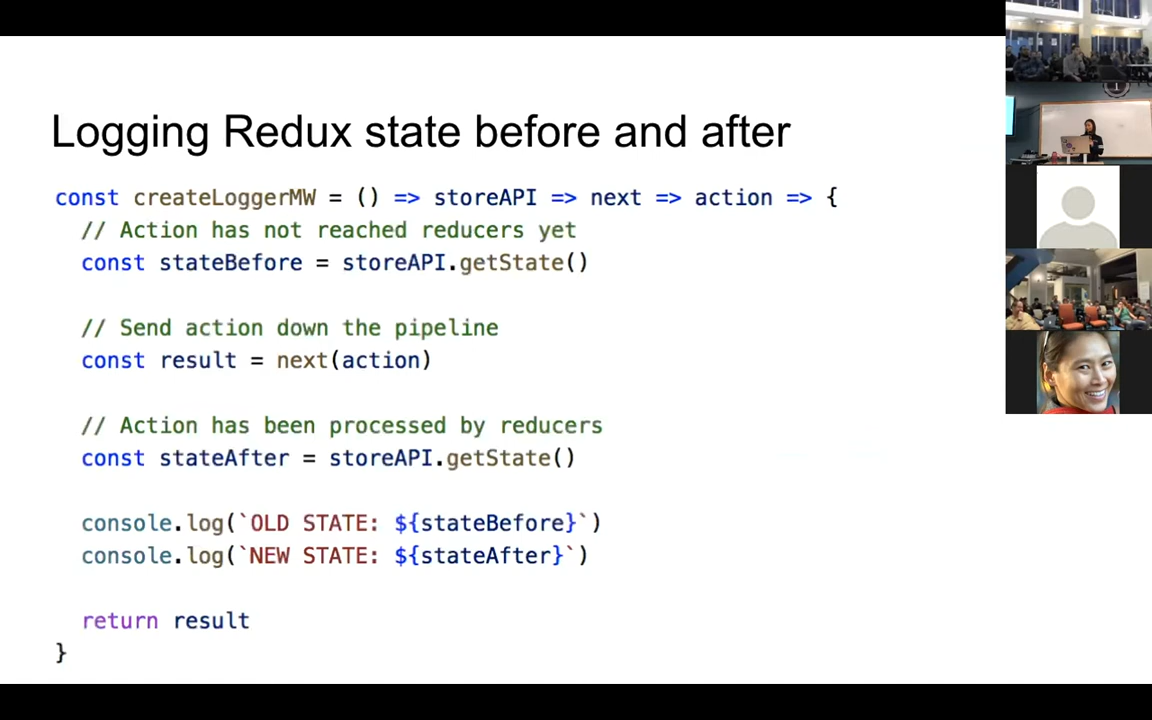 Logging Redux state before and after
const createLoggerMW = () => storeAPI => next => action => {
// Action has not reached reducers yet
const stateBefore = storeAPI.getState()
// Send action down the pipeline
const result = next(action)
// Action has been processed by reducers
const stateAfter = storeAPI.getState()
console.log(`OLD STATE: ${stateBefore}`)
console.log(`NEW STATE: ${stateAfter}`)
return result
}